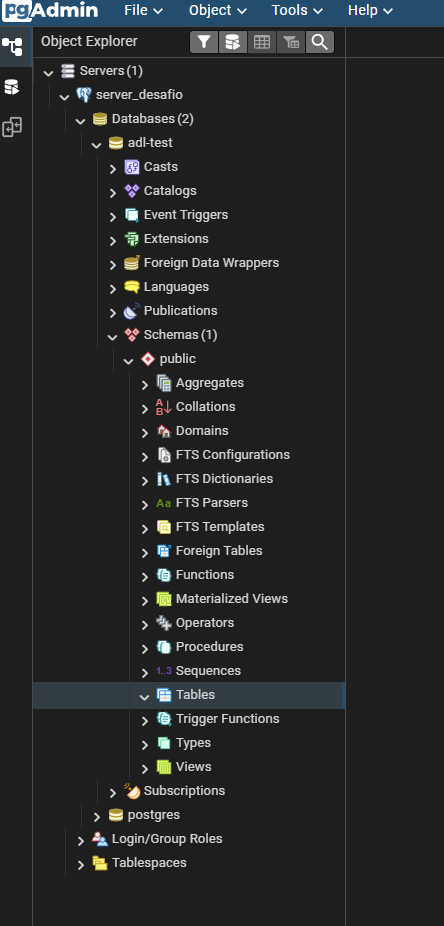 pgAdmin File Object Tools Help
Object Explorer
Servers (1)
server_desafio
Databases (2)
adl-test
Casts
Catalogs
Event Triggers
Extensions
Foreign Data Wrappers
Languages
Publications
Schemas (1)
public
Aggregates
Collations
Domains
FTS Configurations
FTS Dictionaries
Aa FTS Parsers
FTS Templates
Foreign Tables
Functions
Materialized Views
Operators
Procedures
1..3 Sequences
Tables
Trigger Functions
Types
Views
Subscriptions
postgres
Login/Group Roles
Tablespaces